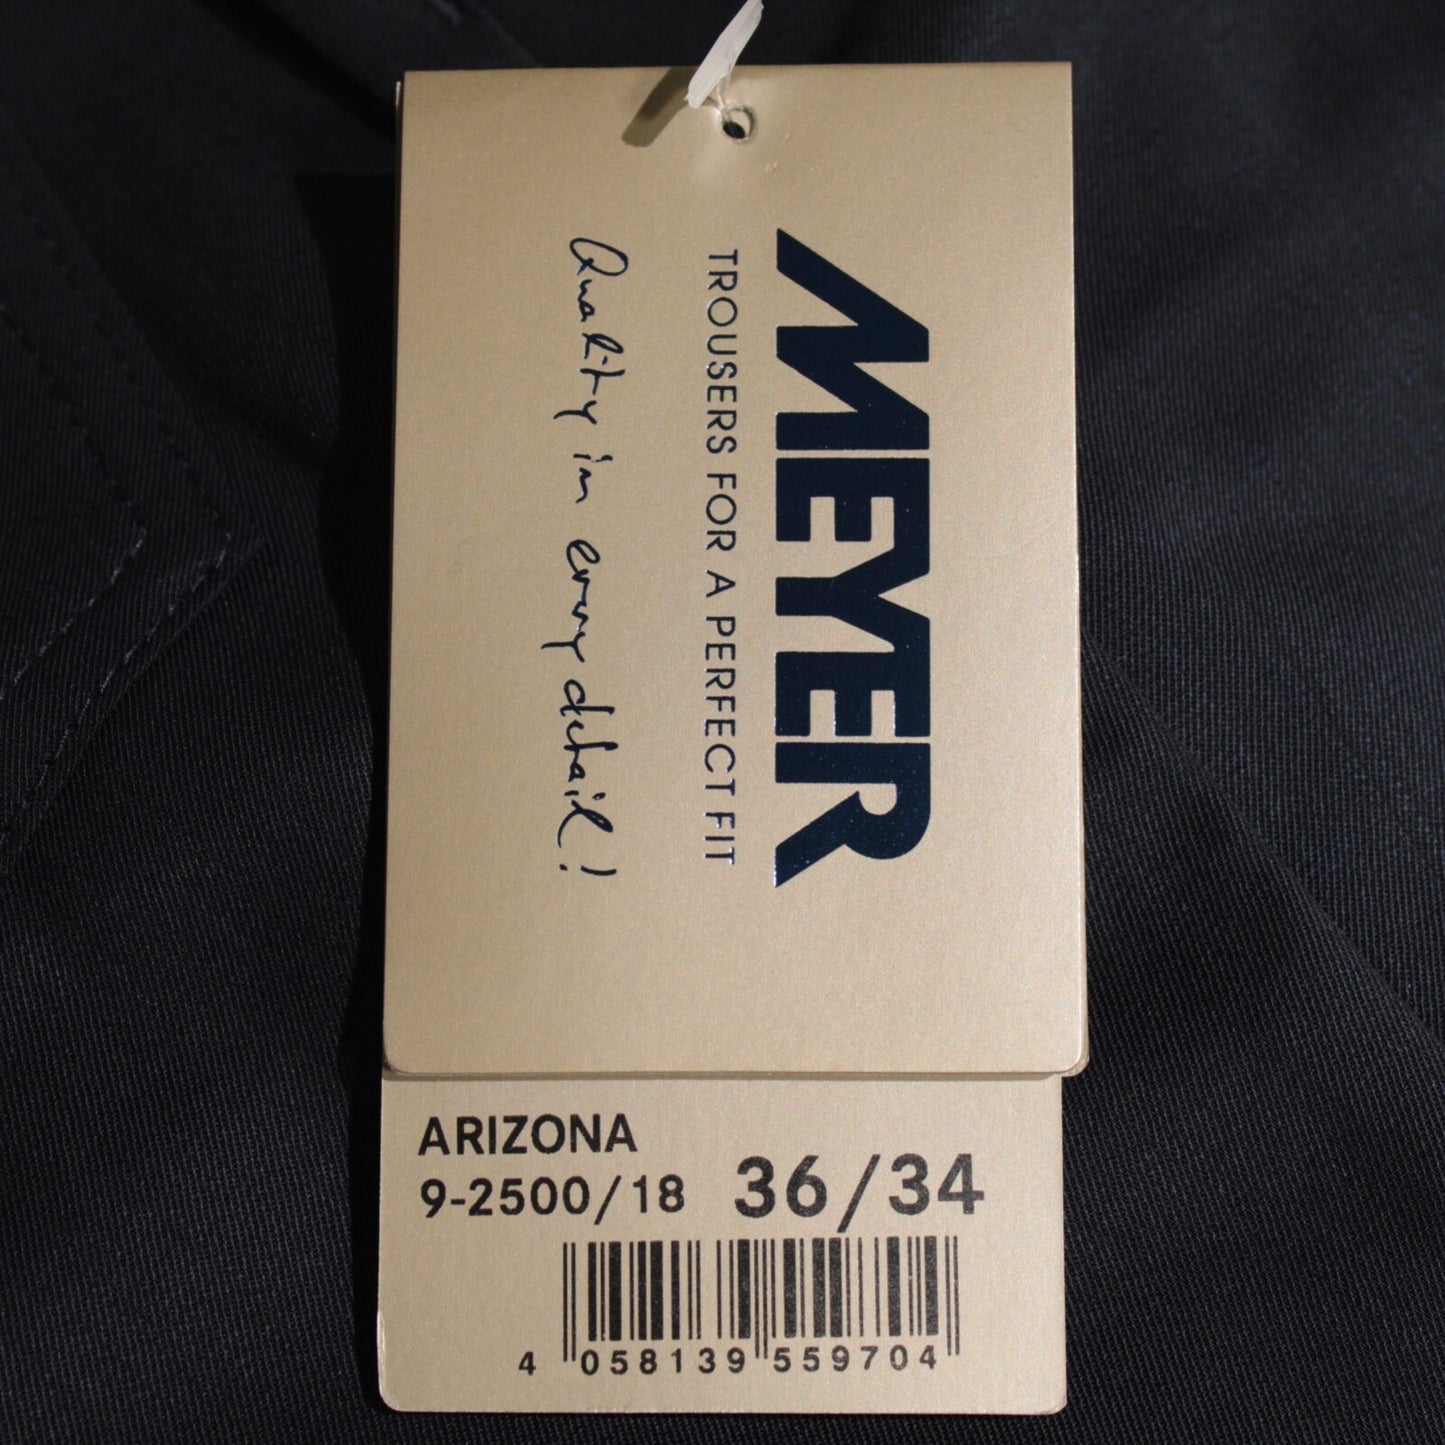 MEYER
TROUSERS FOR A PERFECT FIT
Quality in every detail!
ARIZONA
9-2500/18 36/34
4 058139 559704